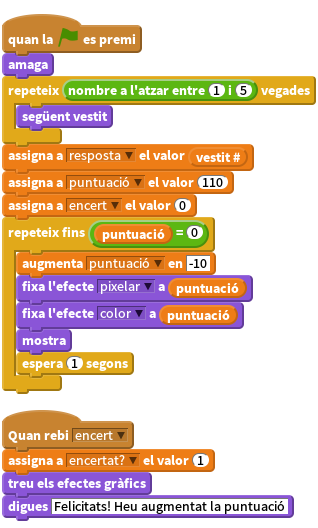 quan la es premi
amaga
repeteix nombre a l'atzar entre 1 i 5 vegades
següent vestit
assigna a resposta el valor vestit #
assigna a puntuació el valor 110
assigna a encert el valor 0
repeteix fins puntuació = 0
augmenta puntuació en -10
fixa l'efecte pixelar a puntuació
fixa l'efecte color a puntuació
mostra
espera 1 segons
Quan rebi encert
assigna a encertat? el valor 1
treu els efectes gràfics
digues Felicitats! Heu augmentat la puntuació